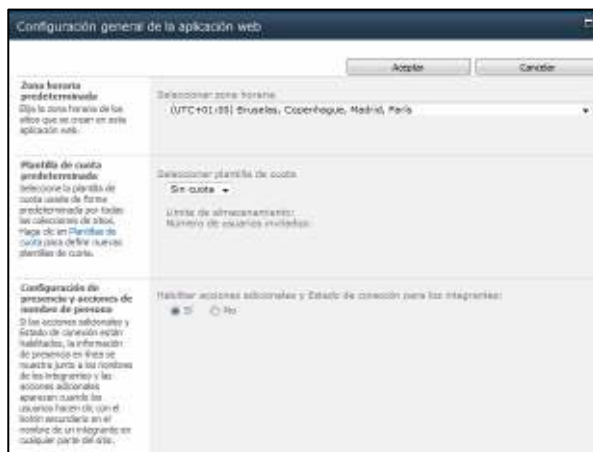 Configuración general de la aplicación web
Aceptar
Cancelar
Zona horaria
predeterminada
Elija la zona horaria de los
sitios que se crean en esta
aplicación web.
Seleccionar zona horaria
(UTC+01:00) Bruselas, Copenhague, Madrid, París
Plantilla de cuota
predeterminada
Seleccione la plantilla de
cuota usada de forma
predeterminada por todas
las colecciones de sitios.
Haga clic en Plantillas de
cuota para definir nuevas
plantillas de cuota.
Seleccionar plantilla de cuota
Sin cuota
Límite de almacenamiento:
Número de usuarios invitados:
Configuración de
presencia y acciones de
nombre de persona
Si las acciones adicionales y
Estado de conexión están
habilitados, la información
de presencia en línea se
muestra junto a los nombres
de los integrantes y las
acciones adicionales
aparecen cuando los
usuarios hacen clic con el
botón secundario en el
nombre de un integrante en
cualquier parte del sitio.
Habilitar acciones adicionales y Estado de conexión para los integrantes:
Sí
No